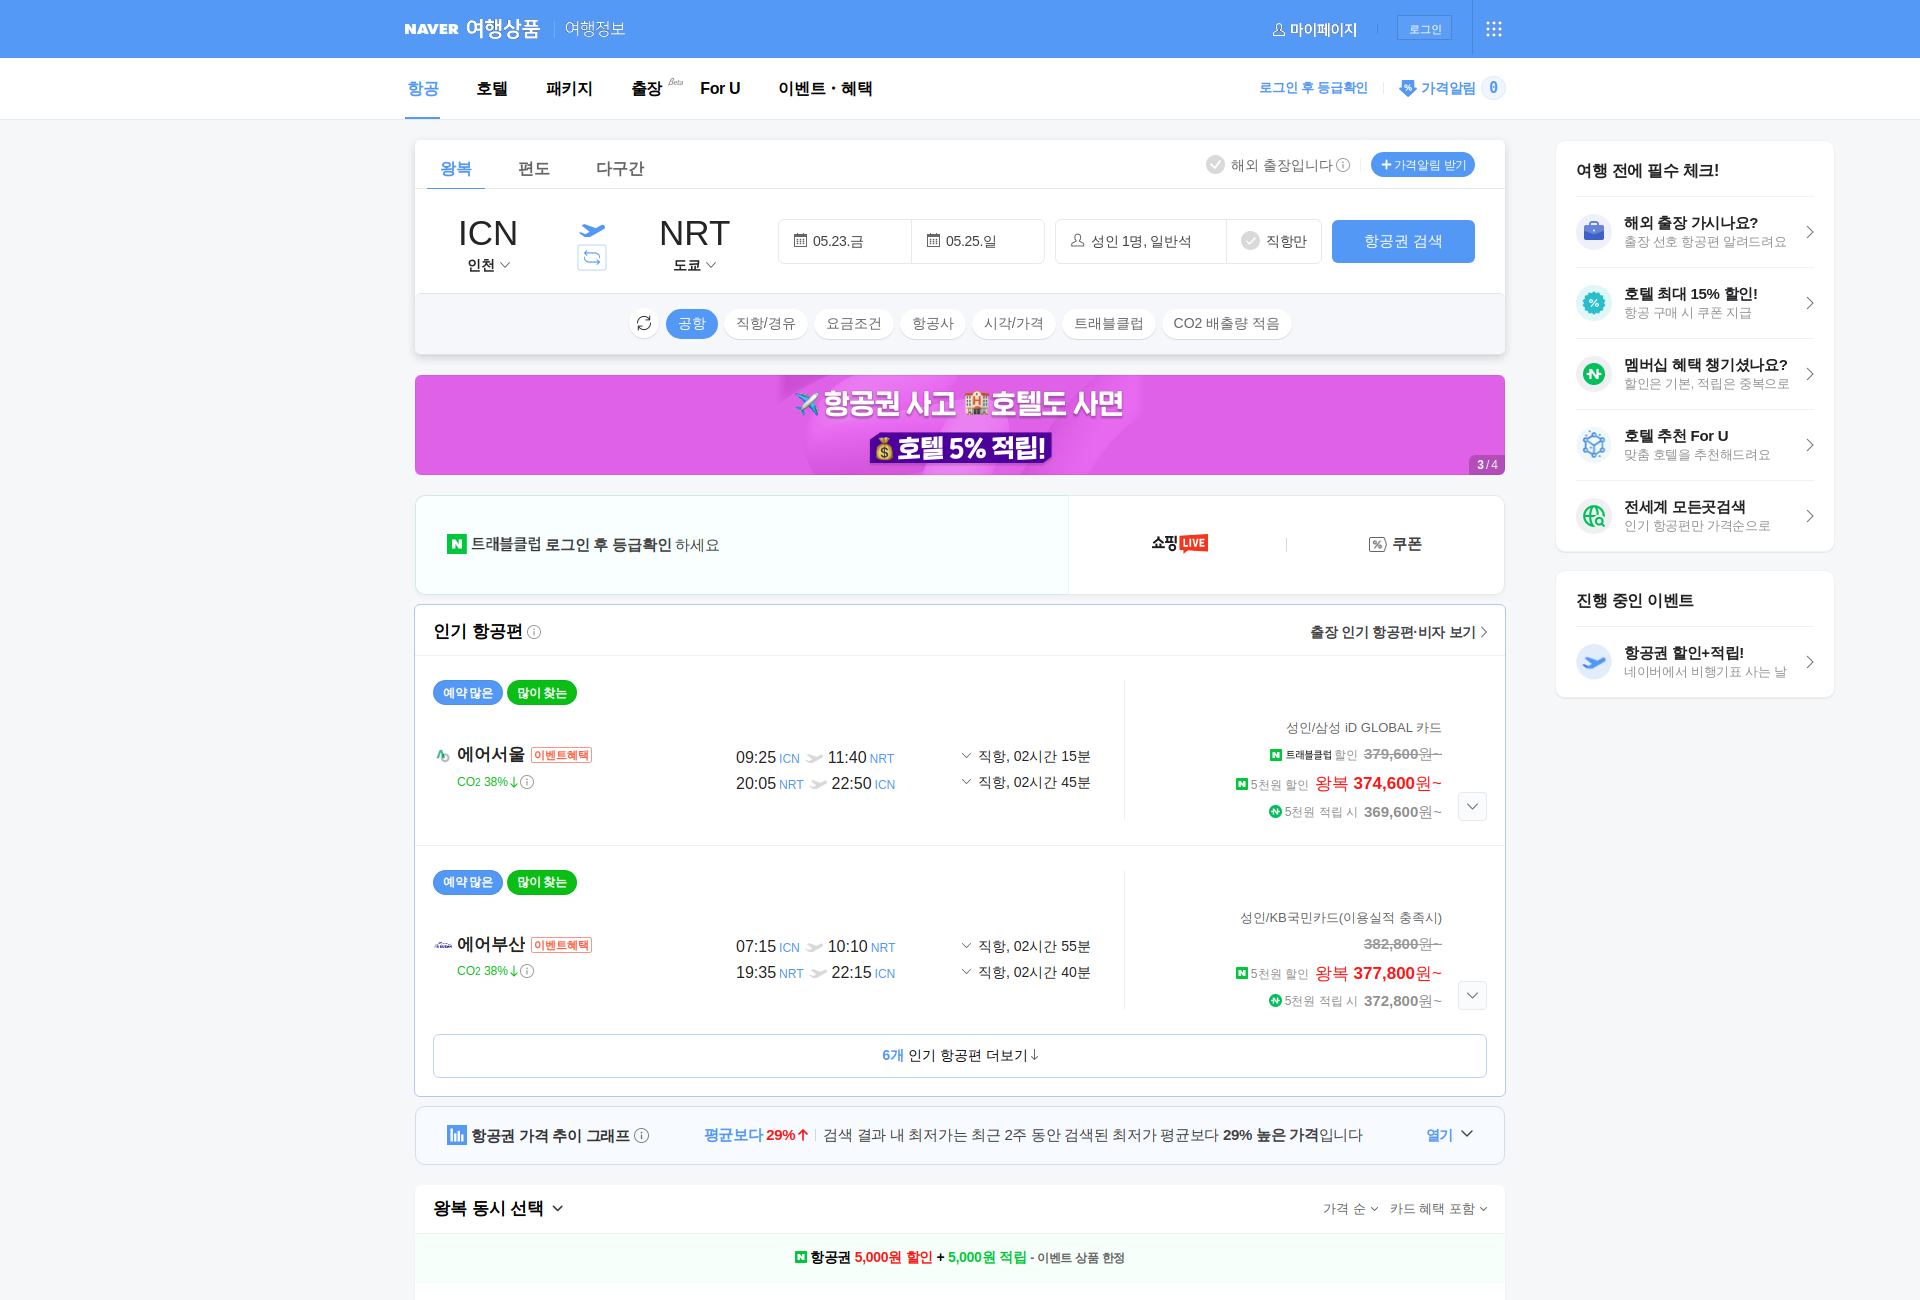 NAVER 여행상품 여행정보 마이페이지 로그인
항공 호텔 패키지 출장 Beta For U 이벤트・혜택 로그인 후 등급확인 가격알림 0
왕복 편도 다구간 해외 출장입니다 가격알림 받기
ICN NRT
인천 도쿄
05.23.금 05.25.일 성인 1명, 일반석 직항만 항공권 검색
공항 직항/경유 요금조건 항공사 시각/가격 트래블클럽 CO2 배출량 적음
항공권 사고 호텔도 사면
호텔 5% 적립!
3 / 4
트래블클럽 로그인 후 등급확인 하세요 쇼핑LIVE 쿠폰
인기 항공편 출장 인기 항공편·비자 보기
예약 많은 많이 찾는
에어서울 이벤트혜택
CO2 38%↓
09:25 ICN 11:40 NRT 직항, 02시간 15분
20:05 NRT 22:50 ICN 직항, 02시간 45분
성인/삼성 iD GLOBAL 카드
트래블클럽 할인 379,600원~
5천원 할인 왕복 374,600원~
5천원 적립 시 369,600원~
예약 많은 많이 찾는
에어부산 이벤트혜택
CO2 38%↓
07:15 ICN 10:10 NRT 직항, 02시간 55분
19:35 NRT 22:15 ICN 직항, 02시간 40분
성인/KB국민카드(이용실적 충족시)
382,800원~
5천원 할인 왕복 377,800원~
5천원 적립 시 372,800원~
6개 인기 항공편 더보기↓
항공권 가격 추이 그래프 평균보다 29%↑ 검색 결과 내 최저가는 최근 2주 동안 검색된 최저가 평균보다 29% 높은 가격입니다 열기
왕복 동시 선택 가격 순 카드 혜택 포함
항공권 5,000원 할인 + 5,000원 적립 - 이벤트 상품 한정
여행 전에 필수 체크!
해외 출장 가시나요?
출장 선호 항공편 알려드려요
호텔 최대 15% 할인!
항공 구매 시 쿠폰 지급
멤버십 혜택 챙기셨나요?
할인은 기본, 적립은 중복으로
호텔 추천 For U
맞춤 호텔을 추천해드려요
전세계 모든곳검색
인기 항공편만 가격순으로
진행 중인 이벤트
항공권 할인+적립!
네이버에서 비행기표 사는 날